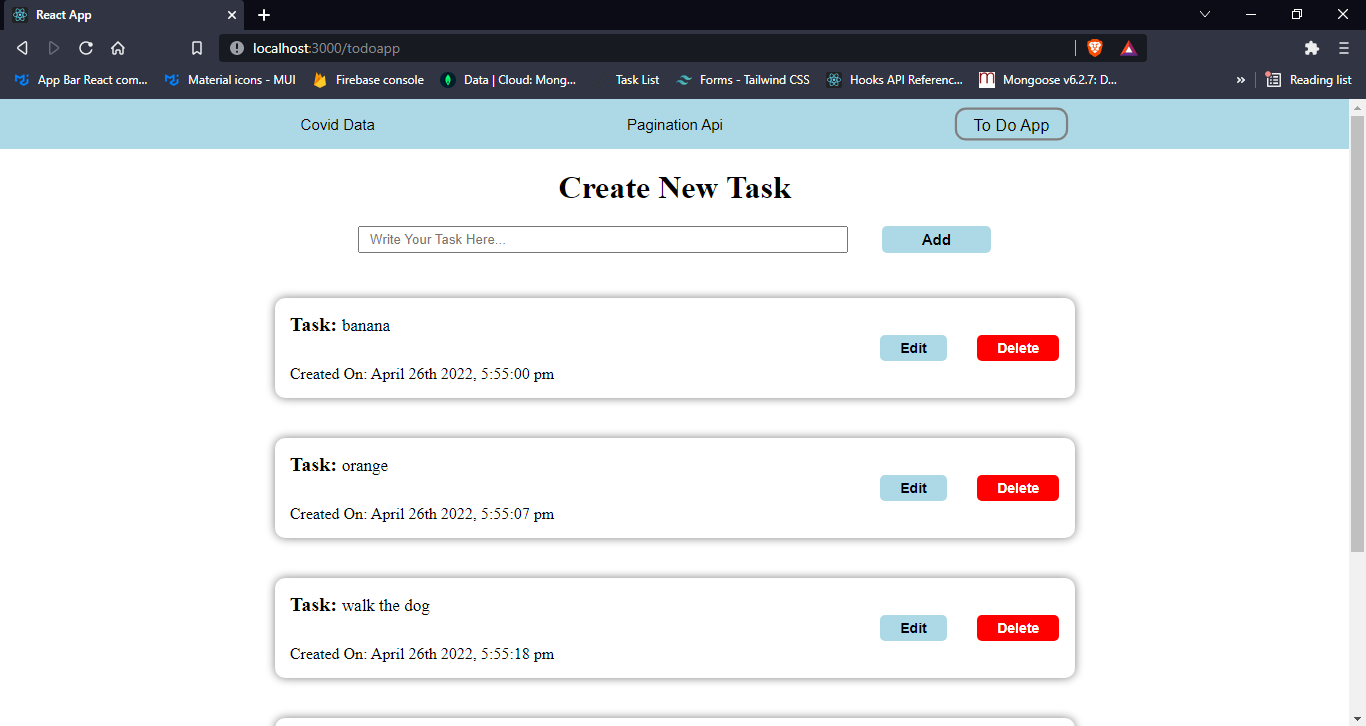 React App
localhost:3000/todoapp
App Bar React com... Material icons - MUI Firebase console Data | Cloud: Mong... Task List Forms - Tailwind CSS Hooks API Referenc... Mongoose v6.2.7: D... » Reading list
Covid Data Pagination Api To Do App
Create New Task
Write Your Task Here... Add
Task: banana
Edit Delete
Created On: April 26th 2022, 5:55:00 pm
Task: orange
Edit Delete
Created On: April 26th 2022, 5:55:07 pm
Task: walk the dog
Edit Delete
Created On: April 26th 2022, 5:55:18 pm